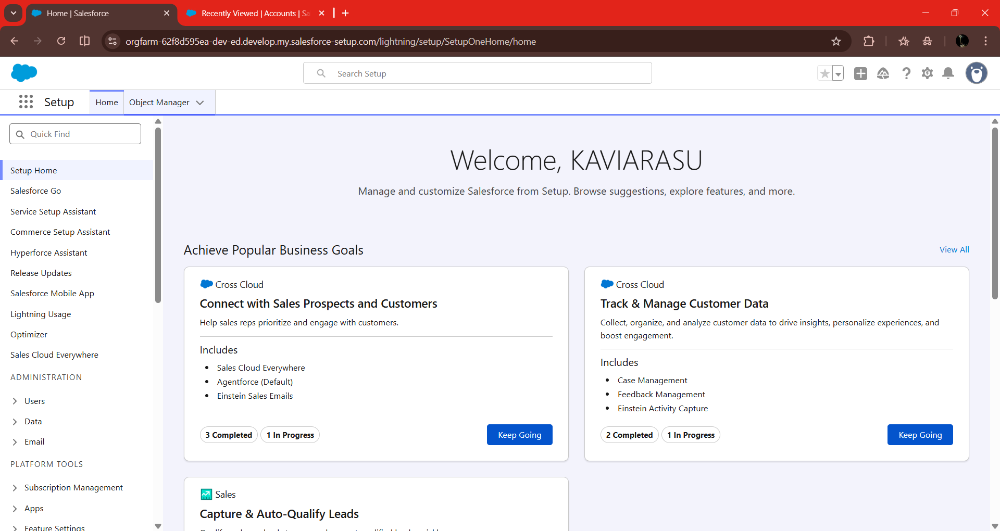 Home | Salesforce
Recently Viewed | Accounts | Sa
orgfarm-62f8d595ea-dev-ed.develop.my.salesforce-setup.com/lightning/setup/SetupOneHome/home
Search Setup
Setup
Home
Object Manager
Quick Find
Setup Home
Salesforce Go
Service Setup Assistant
Commerce Setup Assistant
Hyperforce Assistant
Release Updates
Salesforce Mobile App
Lightning Usage
Optimizer
Sales Cloud Everywhere
ADMINISTRATION
Users
Data
Email
PLATFORM TOOLS
Subscription Management
Apps
Feature Settings
Welcome, KAVIARASU
Manage and customize Salesforce from Setup. Browse suggestions, explore features, and more.
Achieve Popular Business Goals
View All
Cross Cloud
Connect with Sales Prospects and Customers
Help sales reps prioritize and engage with customers.
Includes
• Sales Cloud Everywhere
• Agentforce (Default)
• Einstein Sales Emails
3 Completed
1 In Progress
Keep Going
Cross Cloud
Track & Manage Customer Data
Collect, organize, and analyze customer data to drive insights, personalize experiences, and
boost engagement.
Includes
• Case Management
• Feedback Management
• Einstein Activity Capture
2 Completed
1 In Progress
Keep Going
Sales
Capture & Auto-Qualify Leads